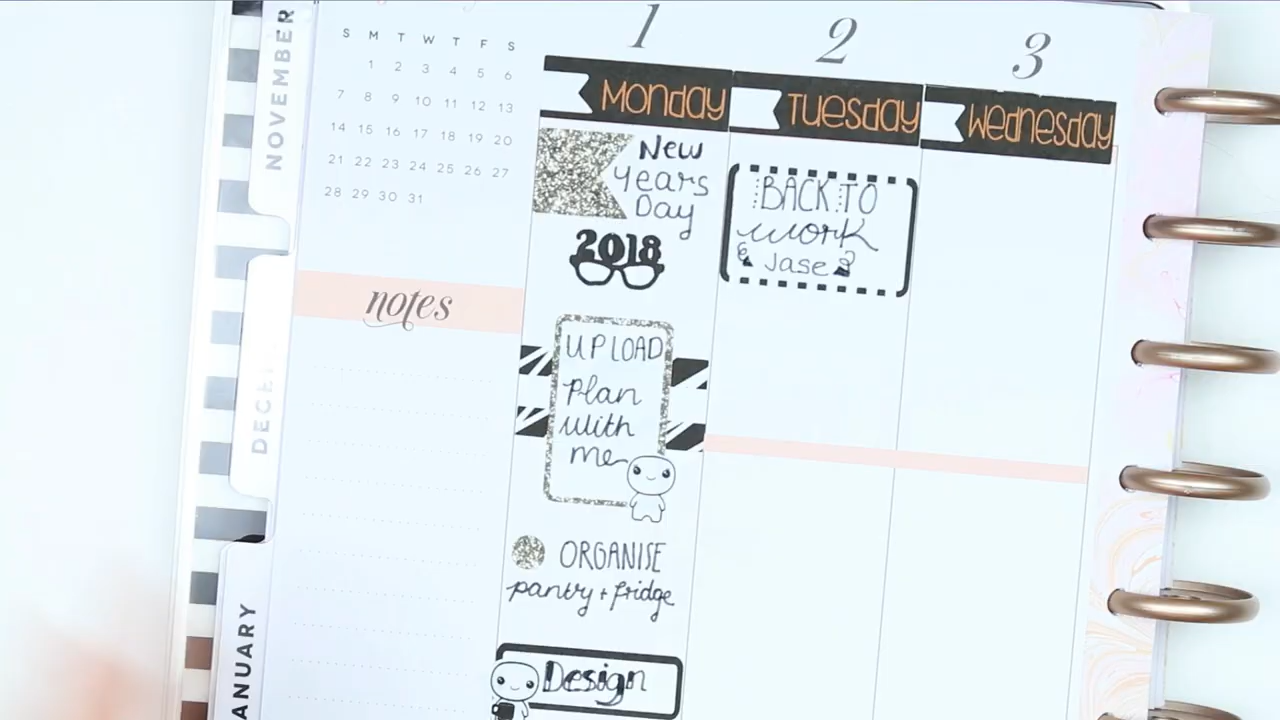 NOVEMBER
S M T W T F S
1 2 3 4 5 6
7 8 9 10 11 12 13
14 15 16 17 18 19 20
21 22 23 24 25 26 27
28 29 30 31
notes
1
2
3
Monday
Tuesday
Wednesday
New
Years
Day
2018
UPLOAD
Plan
with
me
ORGANISE
pantry + fridge
Design
BACK TO
work
Jase
DECE
ANUARY